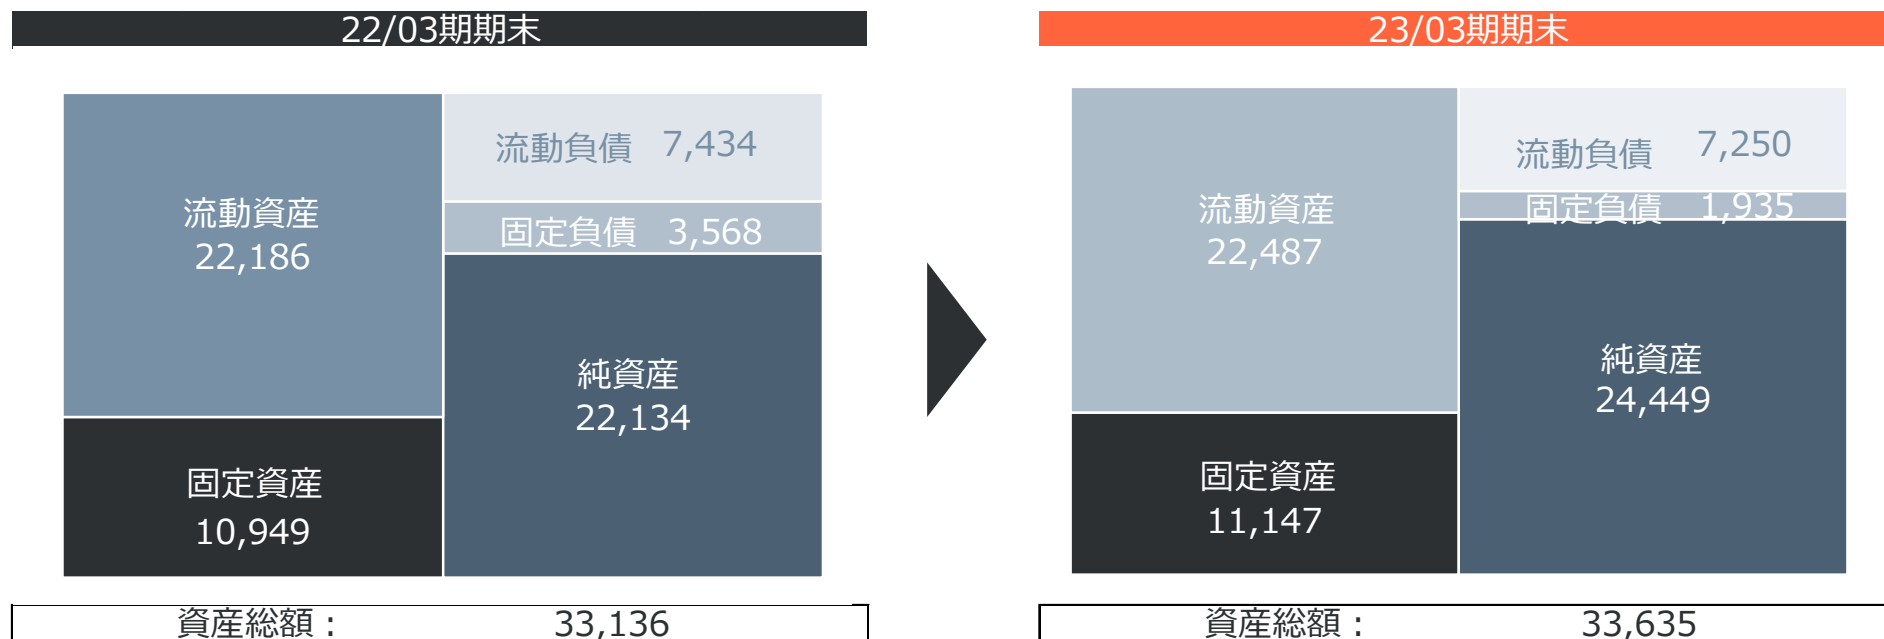 22/03期期末
流動資産
22,186
固定資産
10,949
流動負債 7,434
固定負債 3,568
純資産
22,134
資産総額： 33,136
23/03期期末
流動資産
22,487
固定資産
11,147
流動負債 7,250
固定負債 1,935
純資産
24,449
資産総額： 33,635